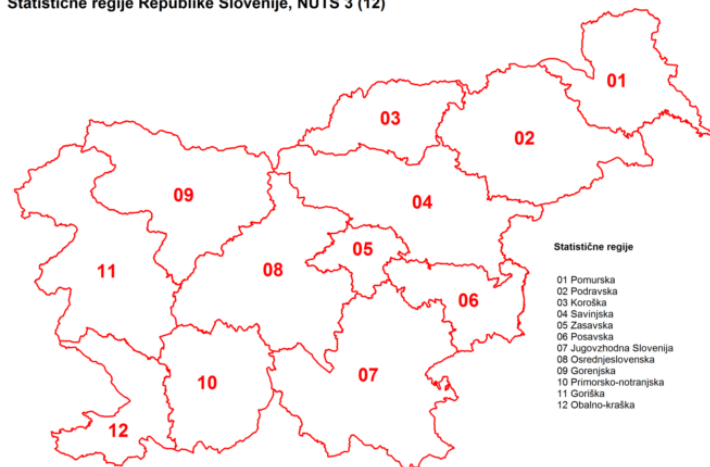 Statistične regije Republike Slovenije, NUTS 3 (12)
01
03
02
09
04
05
08
11
06
07
10
12
Statistične regije
01 Pomurska
02 Podravska
03 Koroška
04 Savinjska
05 Zasavska
06 Posavska
07 Jugovzhodna Slovenija
08 Osrednjeslovenska
09 Gorenjska
10 Primorsko-notranjska
11 Goriška
12 Obalno-kraška